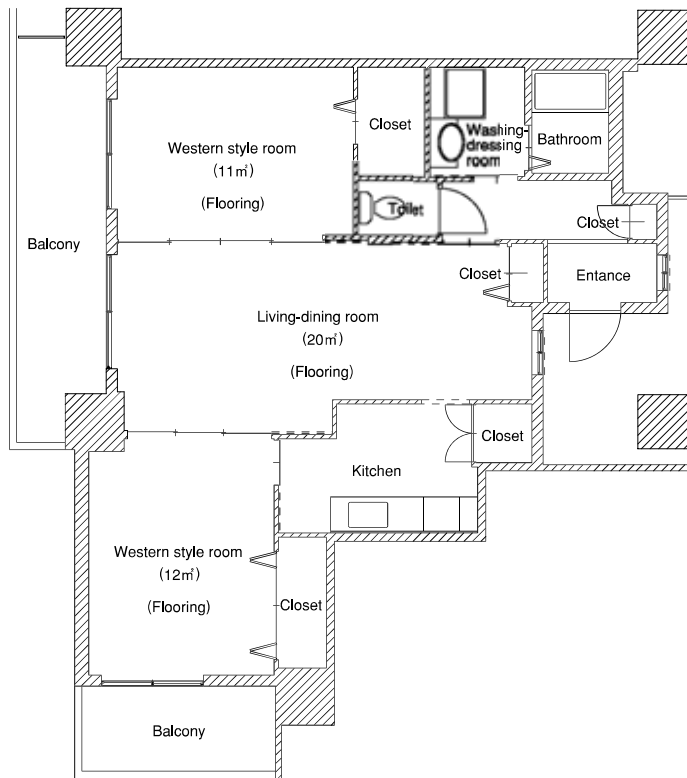 Closet
Washing-
dressing
room
Bathroom
Western style room
(11㎡)
(Flooring)
Toilet
Closet
Balcony
Closet
Entance
Living-dining room
(20㎡)
(Flooring)
Closet
Kitchen
Western style room
(12㎡)
(Flooring)
Closet
Balcony